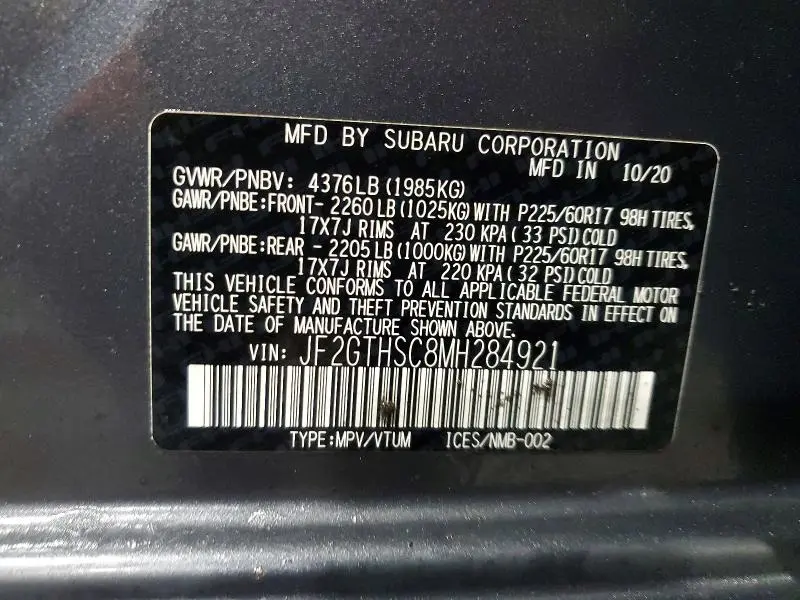 MFD BY SUBARU CORPORATION
MFD IN 10/20
GVWR/PNBV: 4376LB (1985KG)
GAWR/PNBE:FRONT- 2260LB (1025KG) WITH P225/60R17 98H TIRES,
17X7J RIMS AT 230 KPA ( 33 PSI) COLD
GAWR/PNBE:REAR - 2205LB (1000KG) WITH P225/60R17 98H TIRES,
17X7J RIMS AT 220 KPA ( 32 PSI) COLD
THIS VEHICLE CONFORMS TO ALL APPLICABLE FEDERAL MOTOR
VEHICLE SAFETY AND THEFT PREVENTION STANDARDS IN EFFECT ON
THE DATE OF MANUFACTURE SHOWN ABOVE.
VIN: JF2GTHSC8MH284921
TYPE:MPV/VTUM ICES/NMB-002